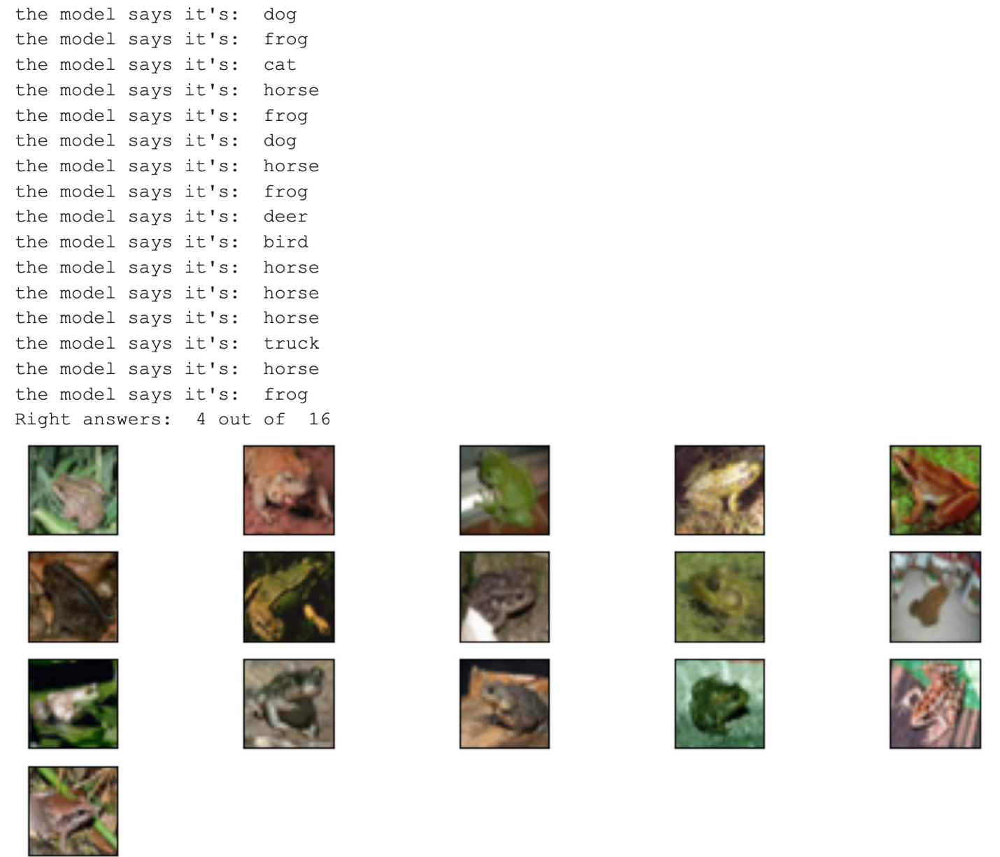 the model says it's: dog
the model says it's: frog
the model says it's: cat
the model says it's: horse
the model says it's: frog
the model says it's: dog
the model says it's: horse
the model says it's: frog
the model says it's: deer
the model says it's: bird
the model says it's: horse
the model says it's: horse
the model says it's: horse
the model says it's: truck
the model says it's: horse
the model says it's: frog
Right answers: 4 out of 16